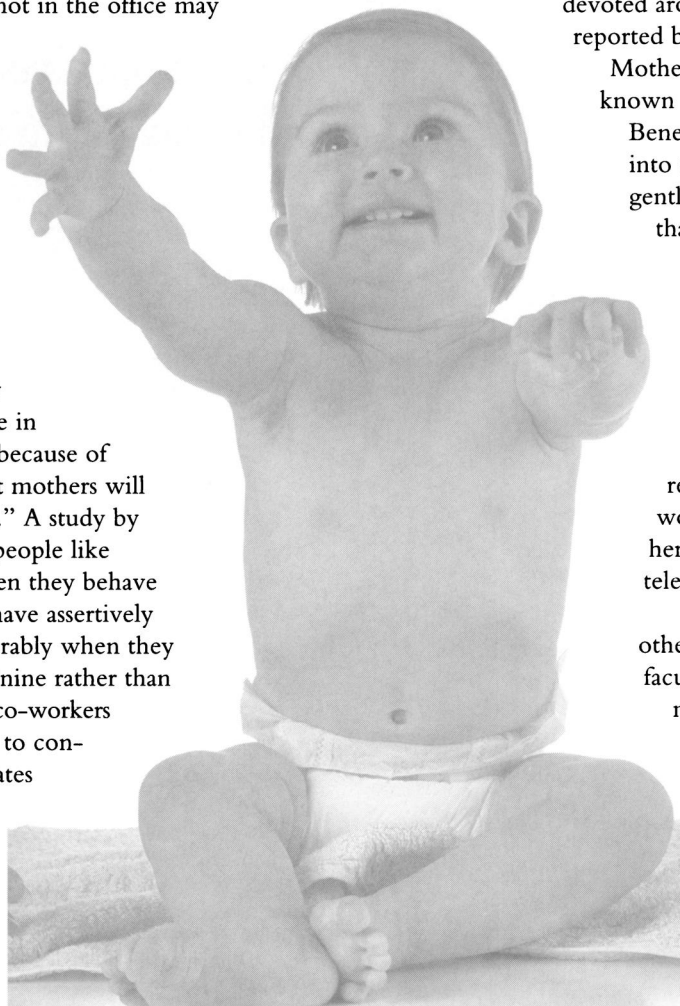 not in the office may
e in
because of
t mothers will
.” A study by
people like
en they behave
have assertively
rably when they
nine rather than
co-workers
to con-
ates
devoted aro
reported b
Mothe
known
Bene
into
gentl
tha
re
wo
her
tele
othe
facu